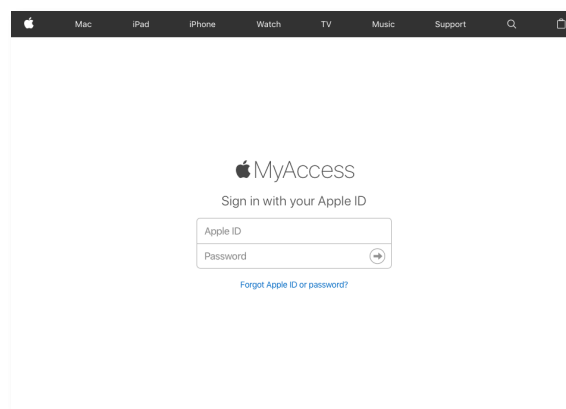 Mac iPad iPhone Watch TV Music Support
MyAccess
Sign in with your Apple ID
Apple ID
Password
Forgot Apple ID or password?